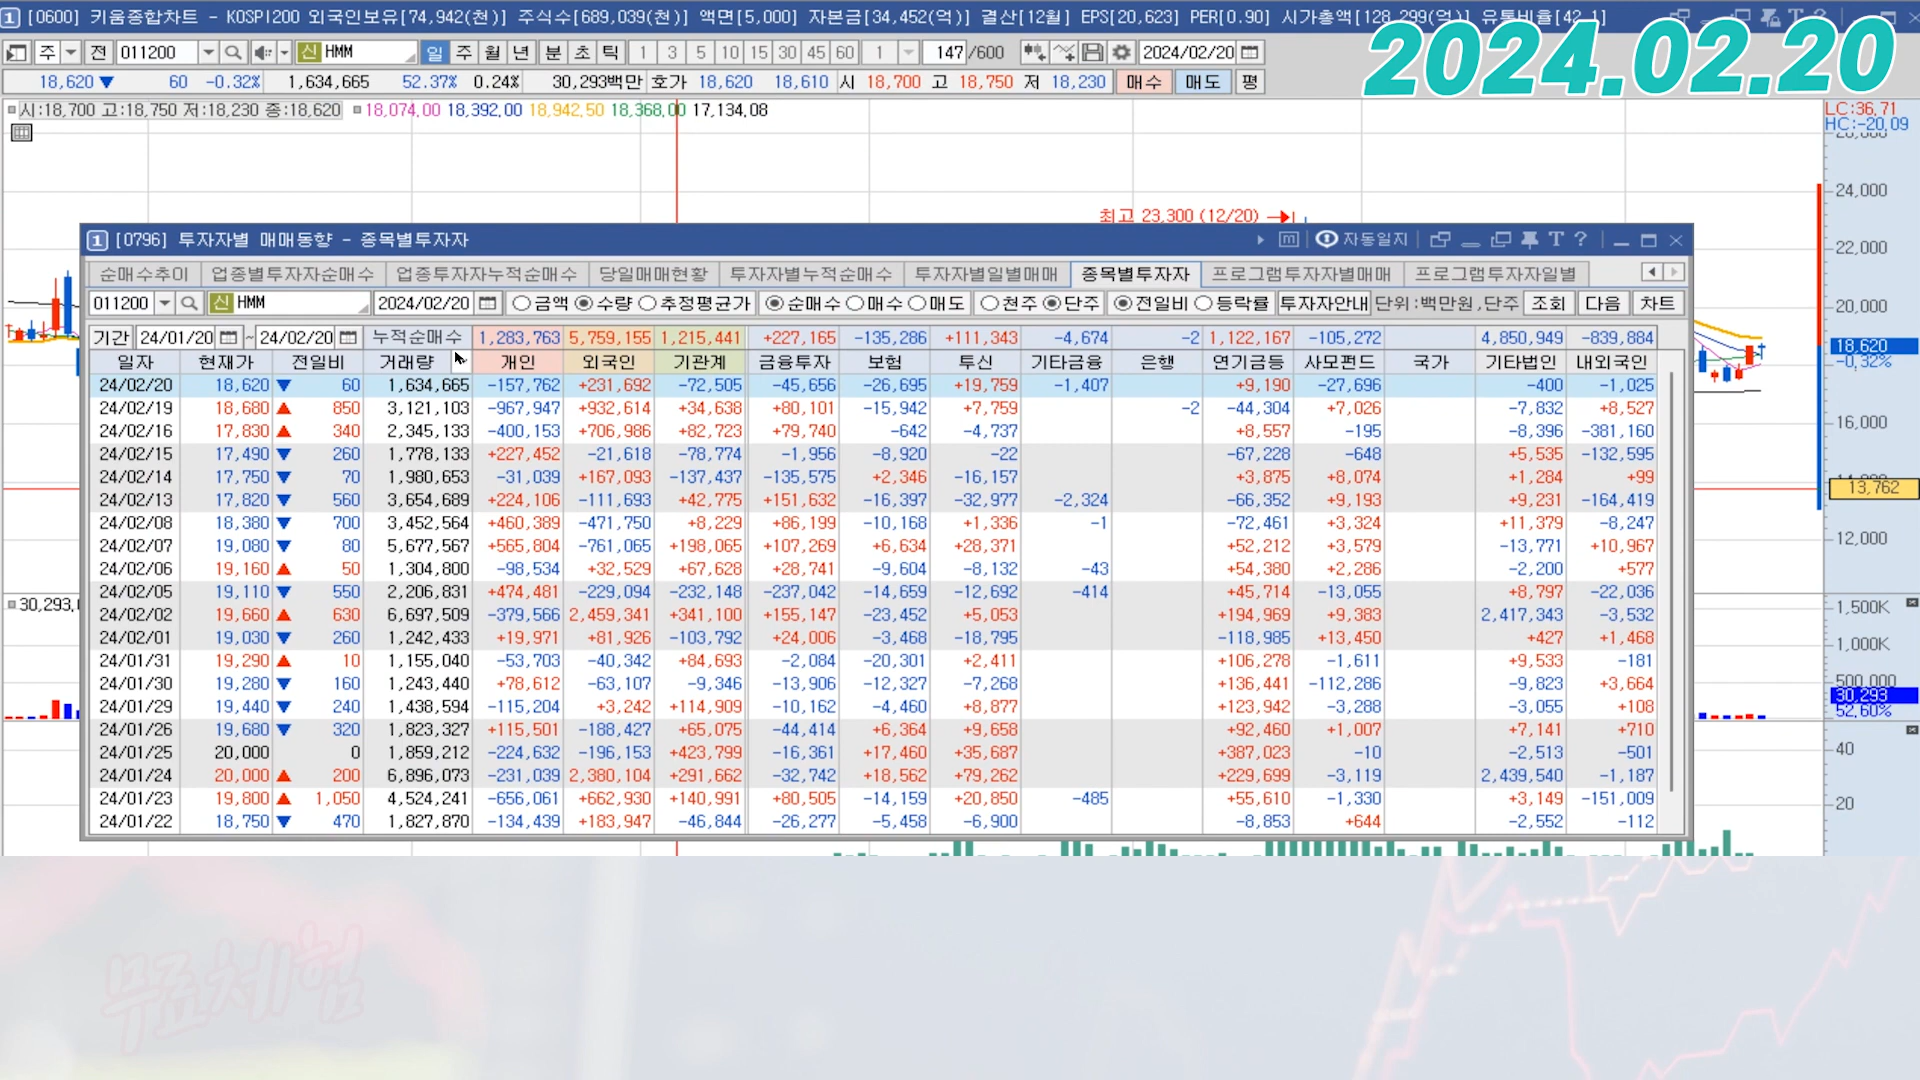 [0600] 키움종합차트 - KOSPI200 외국인보유[74,942(천)] 주식수[689,039(천)] 액면[5,000] 자본금[34,452(억)] 결산[12월] EPS[20,623] PER[0.90] 시가총액[128,299(억)] 유통비율[42.1]
2024.02.20
주 전 011200 신 HMM 일 주 월 년 분 초 틱 1 3 5 10 15 30 45 60 1 147 /600 2024/02/20
18,620 ▼ 60 -0.32% 1,634,665 52.37% 0.24% 30,293백만 호가 18,620 18,610 시 18,700 고 18,750 저 18,230 매수 매도 평
시:18,700 고:18,750 저:18,230 종:18,620 18,074.00 18,392.00 18,942.50 18,368.00 17,134.08
LC:36.71
HC:-20.09
24,000
최고 23,300 (12/20)
1 [0796] 투자자별 매매동향 - 종목별투자자 자동일지
22,000
순매수추이 업종별투자자순매수 업종투자자누적순매수 당일매매현황 투자자별누적순매수 투자자별일별매매 종목별투자자 프로그램투자자별매매 프로그램투자자일별
011200 신 HMM 2024/02/20 금액 수량 추정평균가 순매수 매수 매도 천주 단주 전일비 등락률 투자자안내 단위:백만원,단주 조회 다음 차트
20,000
기간 24/01/20 ~ 24/02/20 누적순매수 1,283,763 5,759,155 1,215,441 +227,165 -135,286 +111,343 -4,674 -2 1,122,167 -105,272 4,850,949 -839,884
일자 현재가 전일비 거래량 개인 외국인 기관계 금융투자 보험 투신 기타금융 은행 연기금등 사모펀드 국가 기타법인 내외국인
24/02/20 18,620 ▼ 60 1,634,665 -157,762 +231,692 -72,505 -45,656 -26,695 +19,759 -1,407 +9,190 -27,696 -400 -1,025
24/02/19 18,680 ▲ 850 3,121,103 -967,947 +932,614 +34,638 +80,101 -15,942 +7,759 -2 -44,304 +7,026 -7,832 +8,527
24/02/16 17,830 ▲ 340 2,345,133 -400,153 +706,986 +82,723 +79,740 -642 -4,737 +8,557 -195 -8,396 -381,160
24/02/15 17,490 ▼ 260 1,778,133 +227,452 -21,618 -78,774 -1,956 -8,920 -22 -67,228 -648 +5,535 -132,595
24/02/14 17,750 ▼ 70 1,980,653 -31,039 +167,093 -137,437 -135,575 +2,346 -16,157 +3,875 +8,074 +1,284 +99
24/02/13 17,820 ▼ 560 3,654,689 +224,106 -111,693 +42,775 +151,632 -16,397 -32,977 -2,324 -66,352 +9,193 +9,231 -164,419
24/02/08 18,380 ▼ 700 3,452,564 +460,389 -471,750 +8,229 +86,199 -10,168 +1,336 -1 -72,461 +3,324 +11,379 -8,247
24/02/07 19,080 ▼ 80 5,677,567 +565,804 -761,065 +198,065 +107,269 +6,634 +28,371 +52,212 +3,579 -13,771 +10,967
24/02/06 19,160 ▲ 50 1,304,800 -98,534 +32,529 +67,628 +28,741 -9,604 -8,132 -43 +54,380 +2,286 -2,200 +577
24/02/05 19,110 ▼ 550 2,206,831 +474,481 -229,094 -232,148 -237,042 -14,659 -12,692 -414 +45,714 -13,055 +8,797 -22,036
24/02/02 19,660 ▲ 630 6,697,509 -379,566 2,459,341 +341,100 +155,147 -23,452 +5,053 +194,969 +9,383 2,417,343 -3,532
24/02/01 19,030 ▼ 260 1,242,433 +19,971 +81,926 -103,792 +24,006 -3,468 -18,795 -118,985 +13,450 +427 +1,468
24/01/31 19,290 ▲ 10 1,155,040 -53,703 -40,342 +84,693 -2,084 -20,301 +2,411 +106,278 -1,611 +9,533 -181
24/01/30 19,280 ▼ 160 1,243,440 +78,612 -63,107 -9,346 -13,906 -12,327 -7,268 +136,441 -112,286 -9,823 +3,664
24/01/29 19,440 ▼ 240 1,438,594 -115,204 +3,242 +114,909 -10,162 -4,460 +8,877 +123,942 -3,288 -3,055 +108
24/01/26 19,680 ▼ 320 1,823,327 +115,501 -188,427 +65,075 -44,414 +6,364 +9,658 +92,460 +1,007 +7,141 +710
24/01/25 20,000 0 1,859,212 -224,632 -196,153 +423,799 -16,361 +17,460 +35,687 +387,023 -10 -2,513 -501
24/01/24 20,000 ▲ 200 6,896,073 -231,039 2,380,104 +291,662 -32,742 +18,562 +79,262 +229,699 -3,119 2,439,540 -1,187
24/01/23 19,800 ▲ 1,050 4,524,241 -656,061 +662,930 +140,991 +80,505 -14,159 +20,850 -485 +55,610 -1,330 +3,149 -151,009
24/01/22 18,750 ▼ 470 1,827,870 -134,439 +183,947 -46,844 -26,277 -5,458 -6,900 -8,853 +644 -2,552 -112
18,620
-0.32%
16,000
13,762
12,000
30,293
1,500K
1,000K
500,000
30,293
52.60%
40
20
무료체험